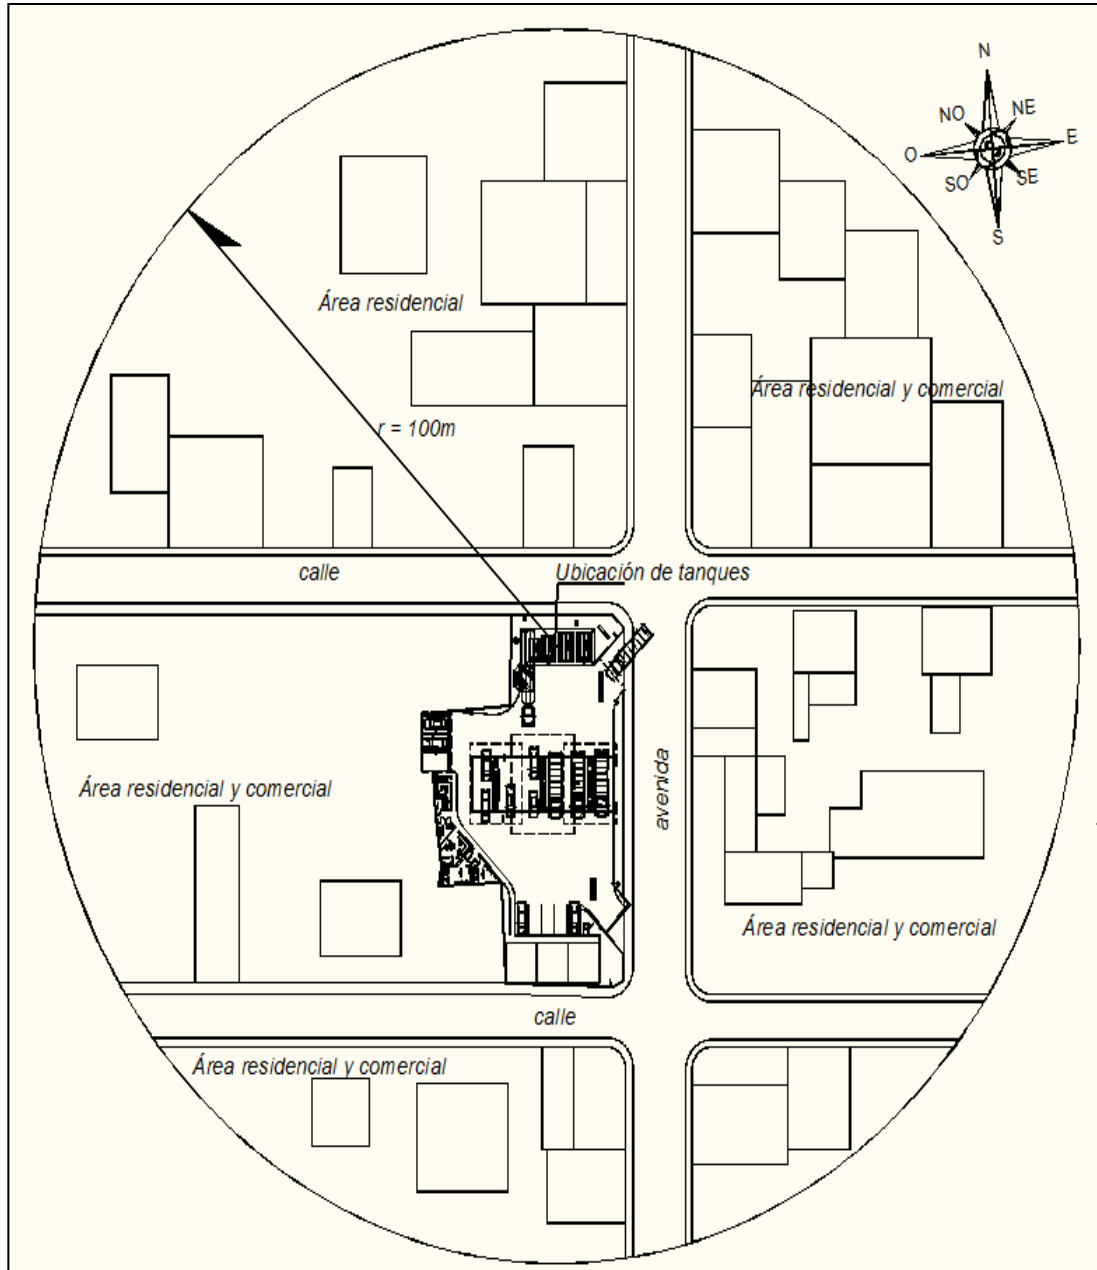 N
NO
NE
O
E
SO
SE
S
Área residencial
Área residencial y comercial
r = 100m
calle
Ubicación de tanques
avenida
Área residencial y comercial
Área residencial y comercial
calle
Área residencial y comercial